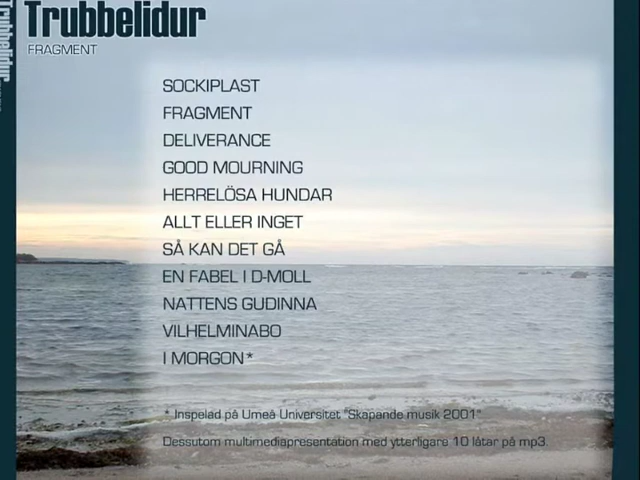 Trubbelidur
Trubbelidur
FRAGMENT
SOCKIPLAST
FRAGMENT
DELIVERANCE
GOOD MOURNING
HERRELÖSA HUNDAR
ALLT ELLER INGET
SÅ KAN DET GÅ
EN FABEL I D-MOLL
NATTENS GUDINNA
VILHELMINABO
I MORGON*
* Inspelad på Umeå Universitet "Skapande musik 2001"
Dessutom multimediapresentation med ytterligare 10 låtar på mp3.